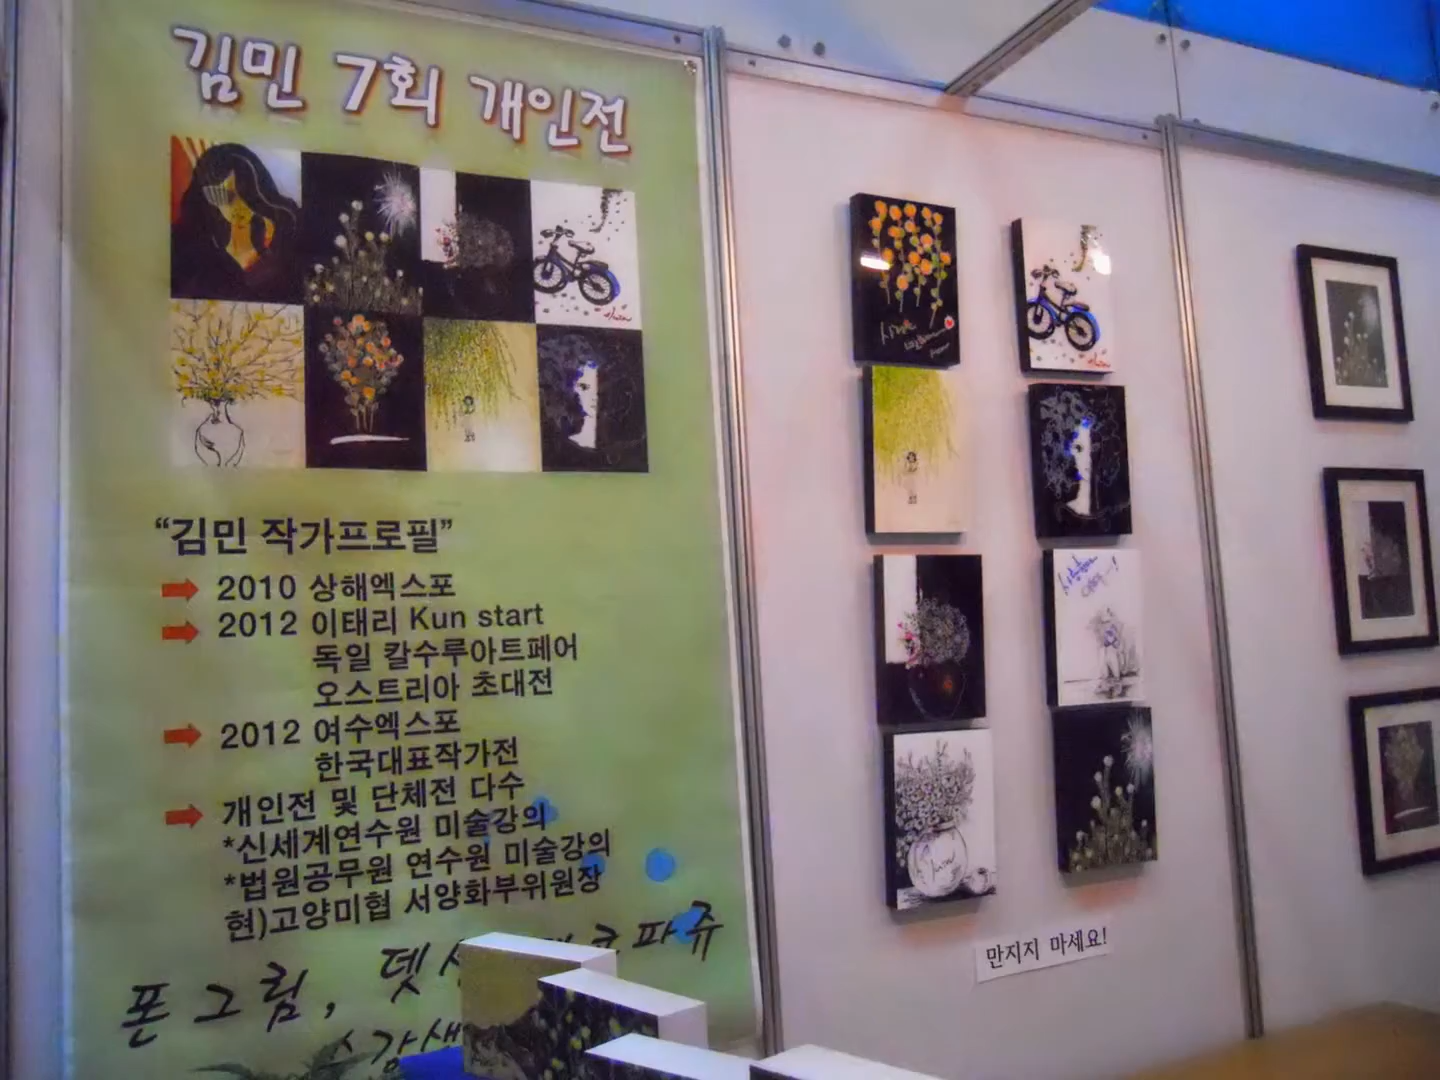 김민 7회 개인전
“김민 작가프로필”
2010 상해엑스포
2012 이태리 Kun start
독일 칼수루아트페어
오스트리아 초대전
2012 여수엑스포
한국대표작가전
개인전 및 단체전 다수
*신세계연수원 미술강의
*법원공무원 연수원 미술강의
현)고양미협 서양화부위원장
폰그림,
파쥬
만지지 마세요!